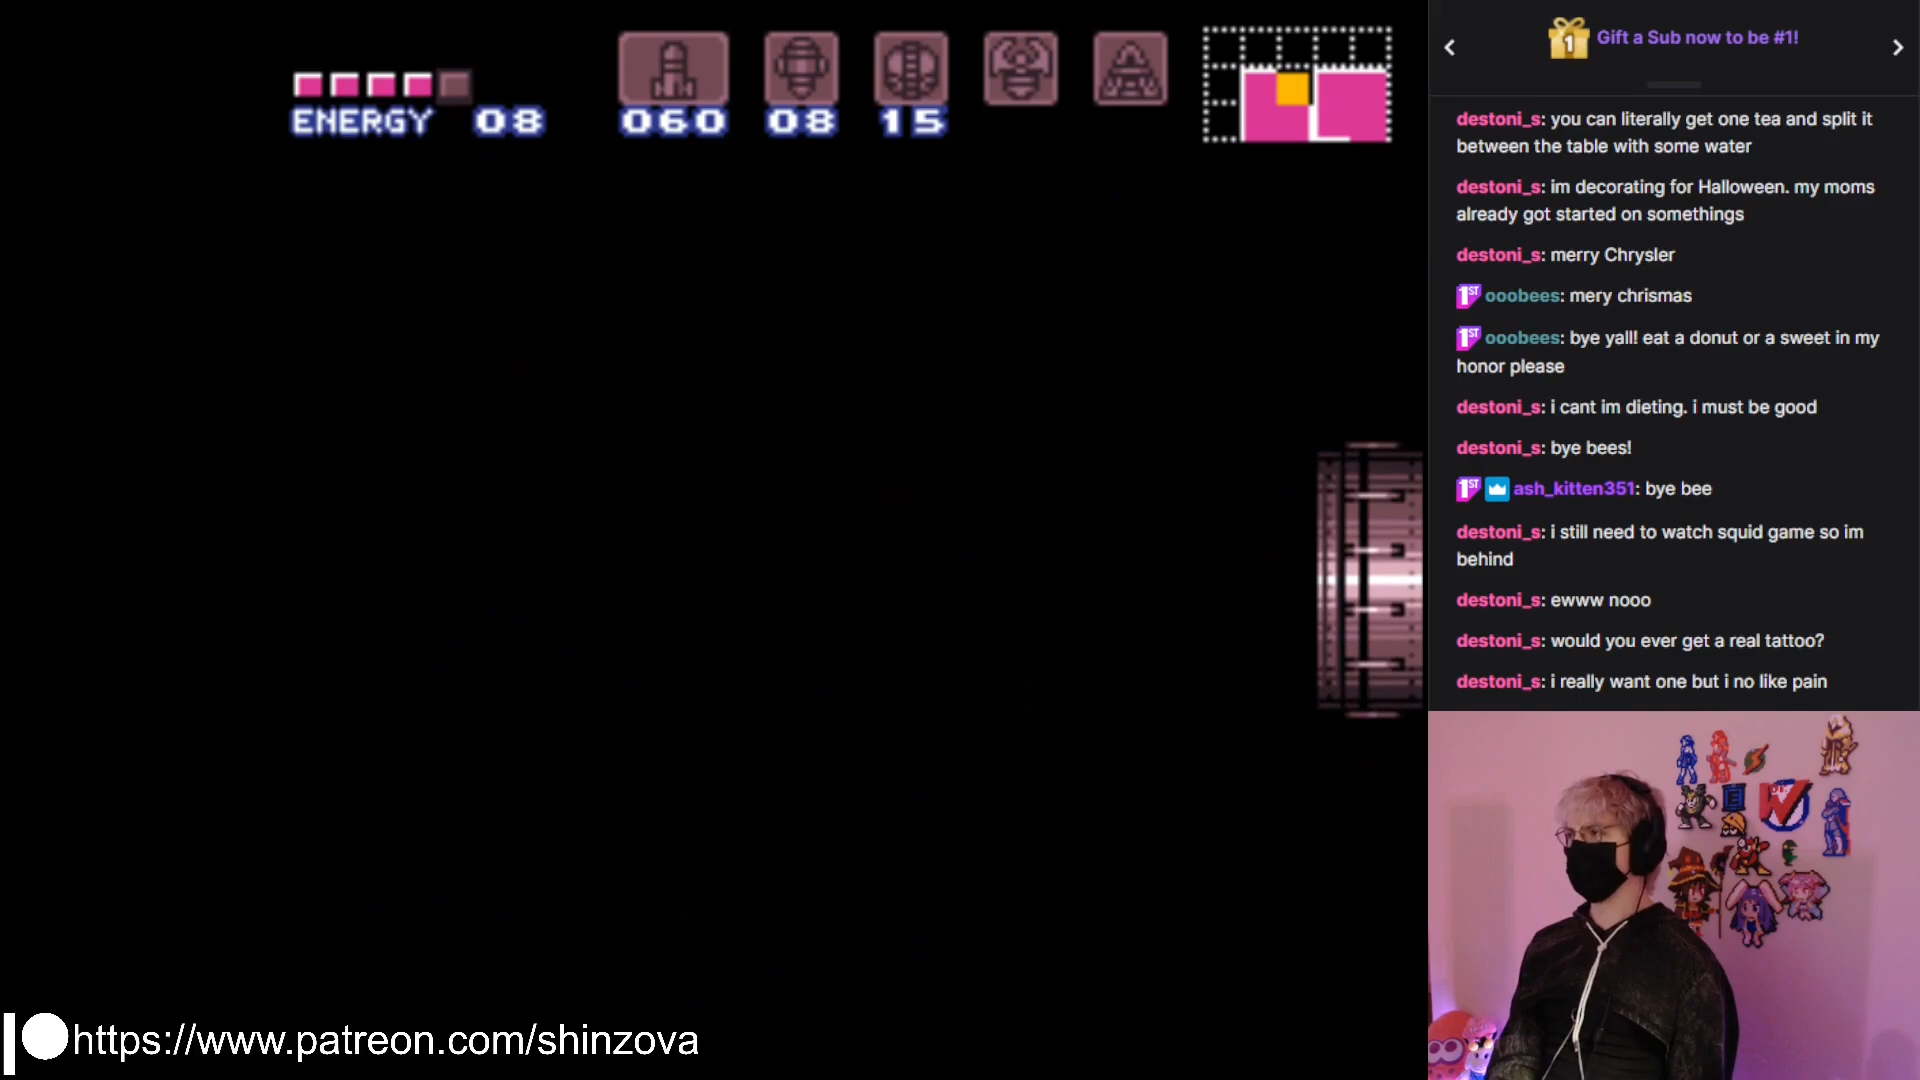 ENERGY 08
060 08 15
1 Gift a Sub now to be #1!
destoni_s: you can literally get one tea and split it
between the table with some water
destoni_s: im decorating for Halloween. my moms
already got started on somethings
destoni_s: merry Chrysler
1ST ooobees: mery chrismas
1ST ooobees: bye yall! eat a donut or a sweet in my
honor please
destoni_s: i cant im dieting. i must be good
destoni_s: bye bees!
1ST ash_kitten351: bye bee
destoni_s: i still need to watch squid game so im
behind
destoni_s: ewww nooo
destoni_s: would you ever get a real tattoo?
destoni_s: i really want one but i no like pain
W
https://www.patreon.com/shinzova